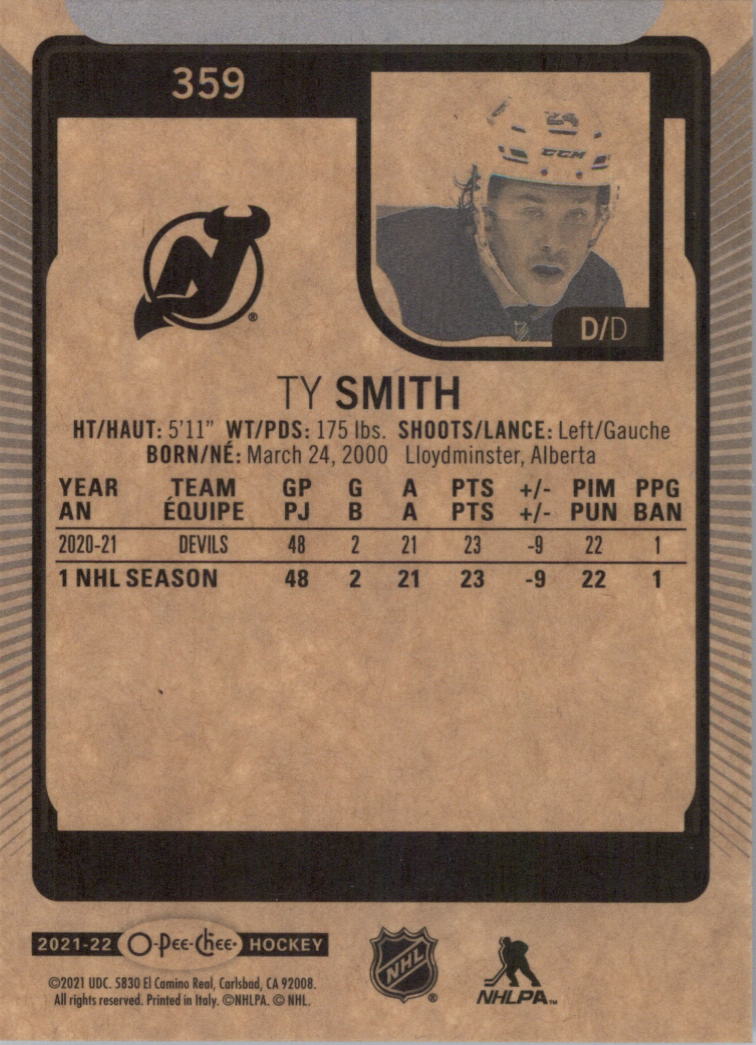 359
24
CCM
D/D
TY SMITH
HT/HAUT: 5'11" WT/PDS: 175 lbs. SHOOTS/LANCE: Left/Gauche
BORN/NÉ: March 24, 2000 Lloydminster, Alberta
YEAR TEAM GP G A PTS +/- PIM PPG
AN ÉQUIPE PJ B A PTS +/- PUN BAN
2020-21 DEVILS 48 2 21 23 -9 22 1
1 NHL SEASON 48 2 21 23 -9 22 1
2021-22 O-Pee-Chee HOCKEY
©2021 UDC. 5830 El Camino Real, Carlsbad, CA 92008.
All rights reserved. Printed in Italy. ©NHLPA. © NHL.
NHL ®
NHLPA™